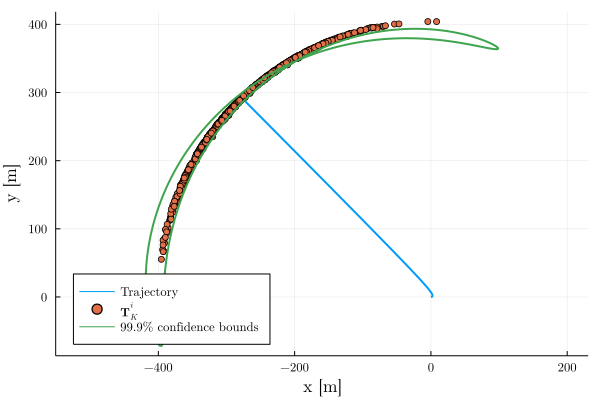 400
300
200
100
0
y [m]
Trajectory
T_K^i
99.9% confidence bounds
−400
−200
0
200
x [m]